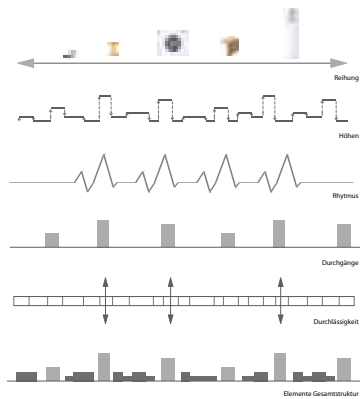 Reihung
Höhen
Rhytmus
Durchgänge
Durchlässigkeit
Elemente Gesamtstruktur